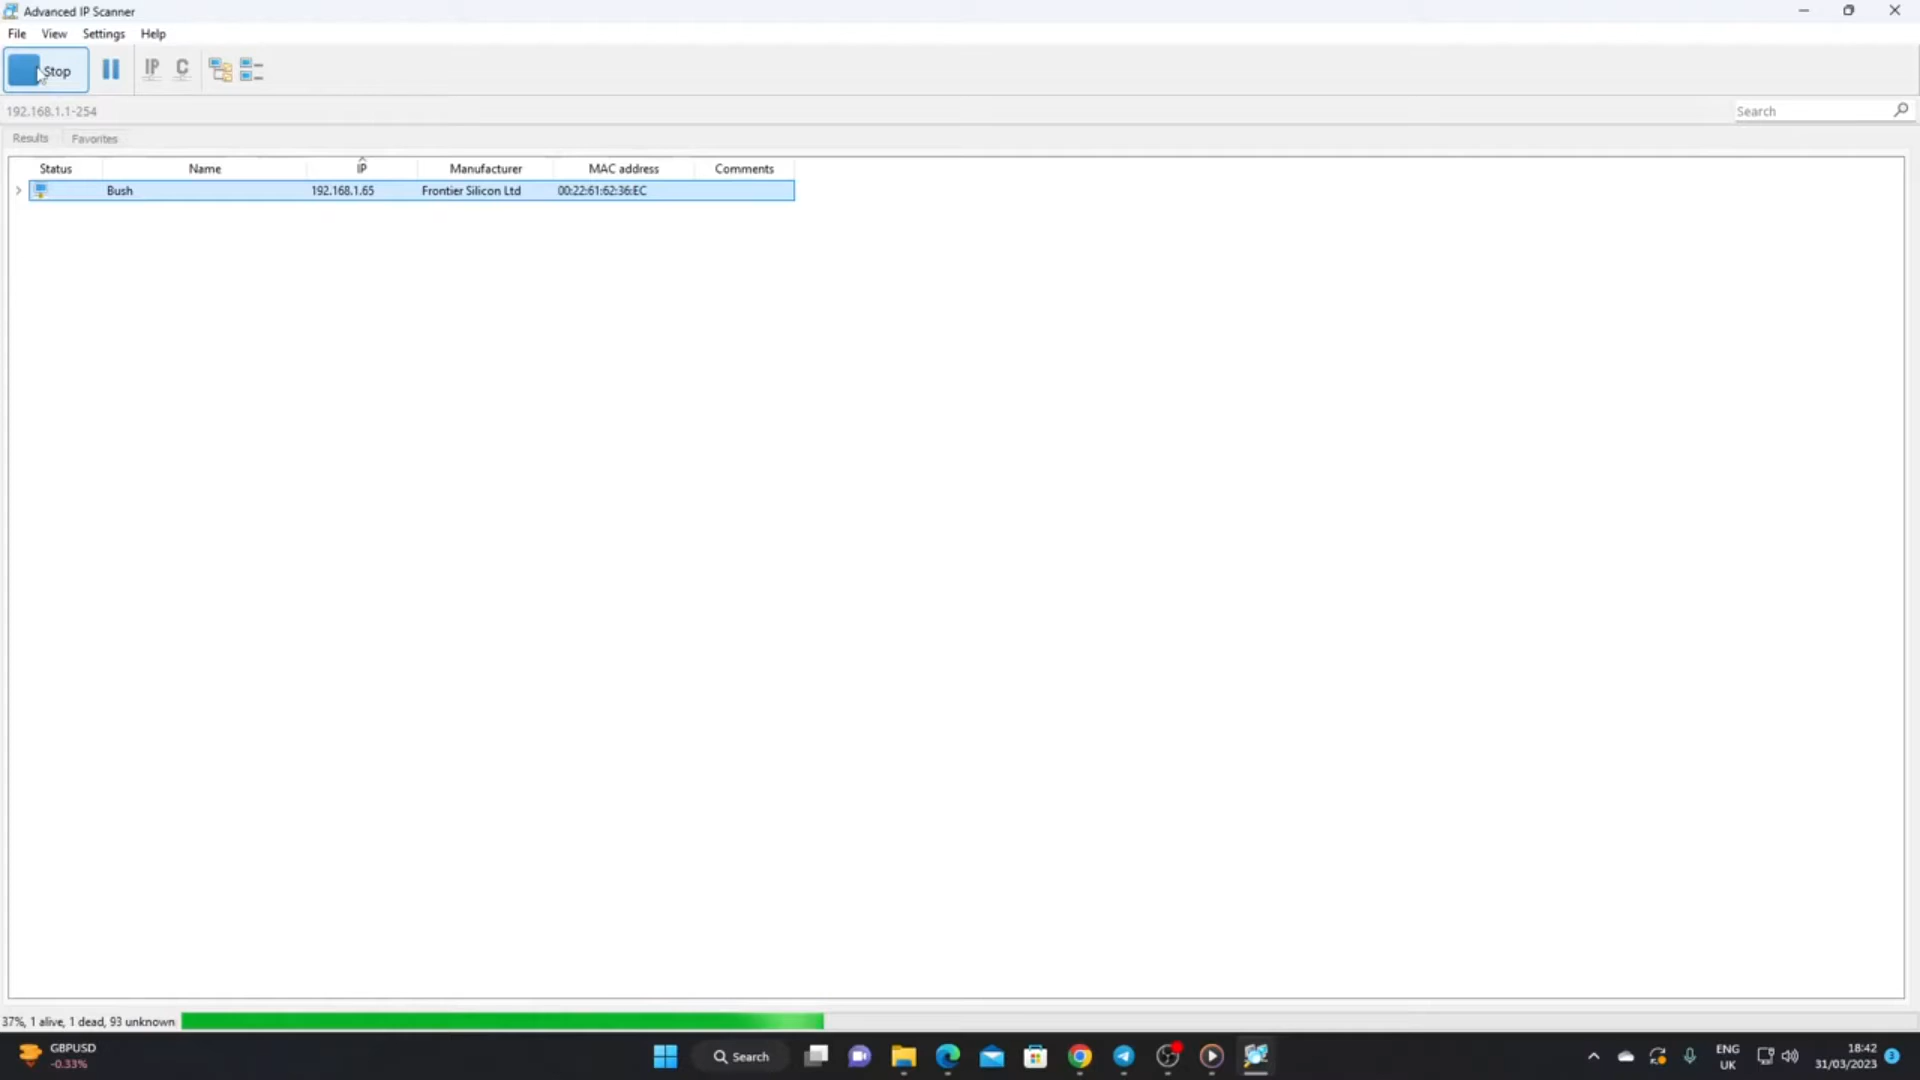 Advanced IP Scanner
File View Settings Help
Stop IP C
192.168.1.1-254 Search
Results Favorites
Status Name IP Manufacturer MAC address Comments
Bush 192.168.1.65 Frontier Silicon Ltd 00:22:61:62:36:EC
37%, 1 alive, 1 dead, 93 unknown
GBPUSD
-0.33%
Search
ENG
UK
18:42
31/03/2023
3